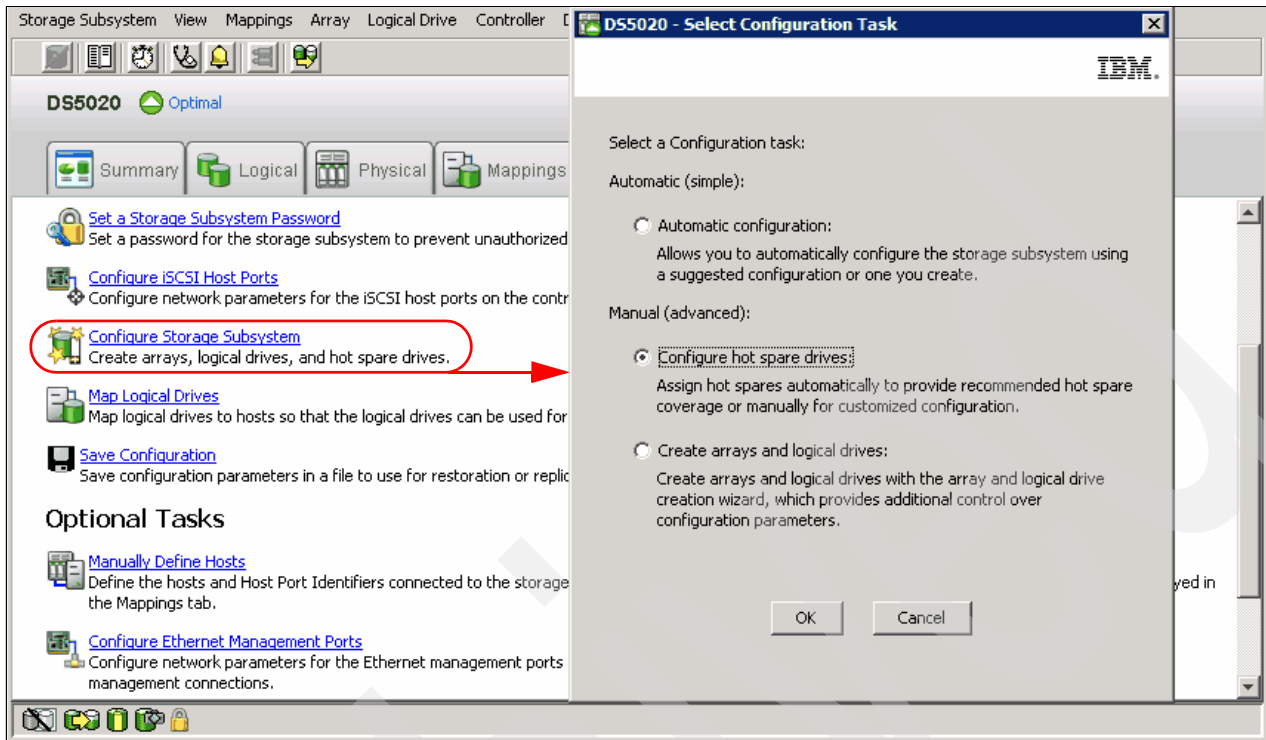 Storage Subsystem View Mappings Array Logical Drive Controller
DS5020 Optimal
Summary Logical Physical Mappings
Set a Storage Subsystem Password
Set a password for the storage subsystem to prevent unauthorized
Configure iSCSI Host Ports
Configure network parameters for the iSCSI host ports on the contr
Configure Storage Subsystem
Create arrays, logical drives, and hot spare drives.
Map Logical Drives
Map logical drives to hosts so that the logical drives can be used for
Save Configuration
Save configuration parameters in a file to use for restoration or replic
Optional Tasks
Manually Define Hosts
Define the hosts and Host Port Identifiers connected to the storage
yed in
the Mappings tab.
Configure Ethernet Management Ports
Configure network parameters for the Ethernet management ports
management connections.
DS5020 - Select Configuration Task
IBM.
Select a Configuration task:
Automatic (simple):
Automatic configuration:
Allows you to automatically configure the storage subsystem using
a suggested configuration or one you create.
Manual (advanced):
Configure hot spare drives:
Assign hot spares automatically to provide recommended hot spare
coverage or manually for customized configuration.
Create arrays and logical drives:
Create arrays and logical drives with the array and logical drive
creation wizard, which provides additional control over
configuration parameters.
OK Cancel